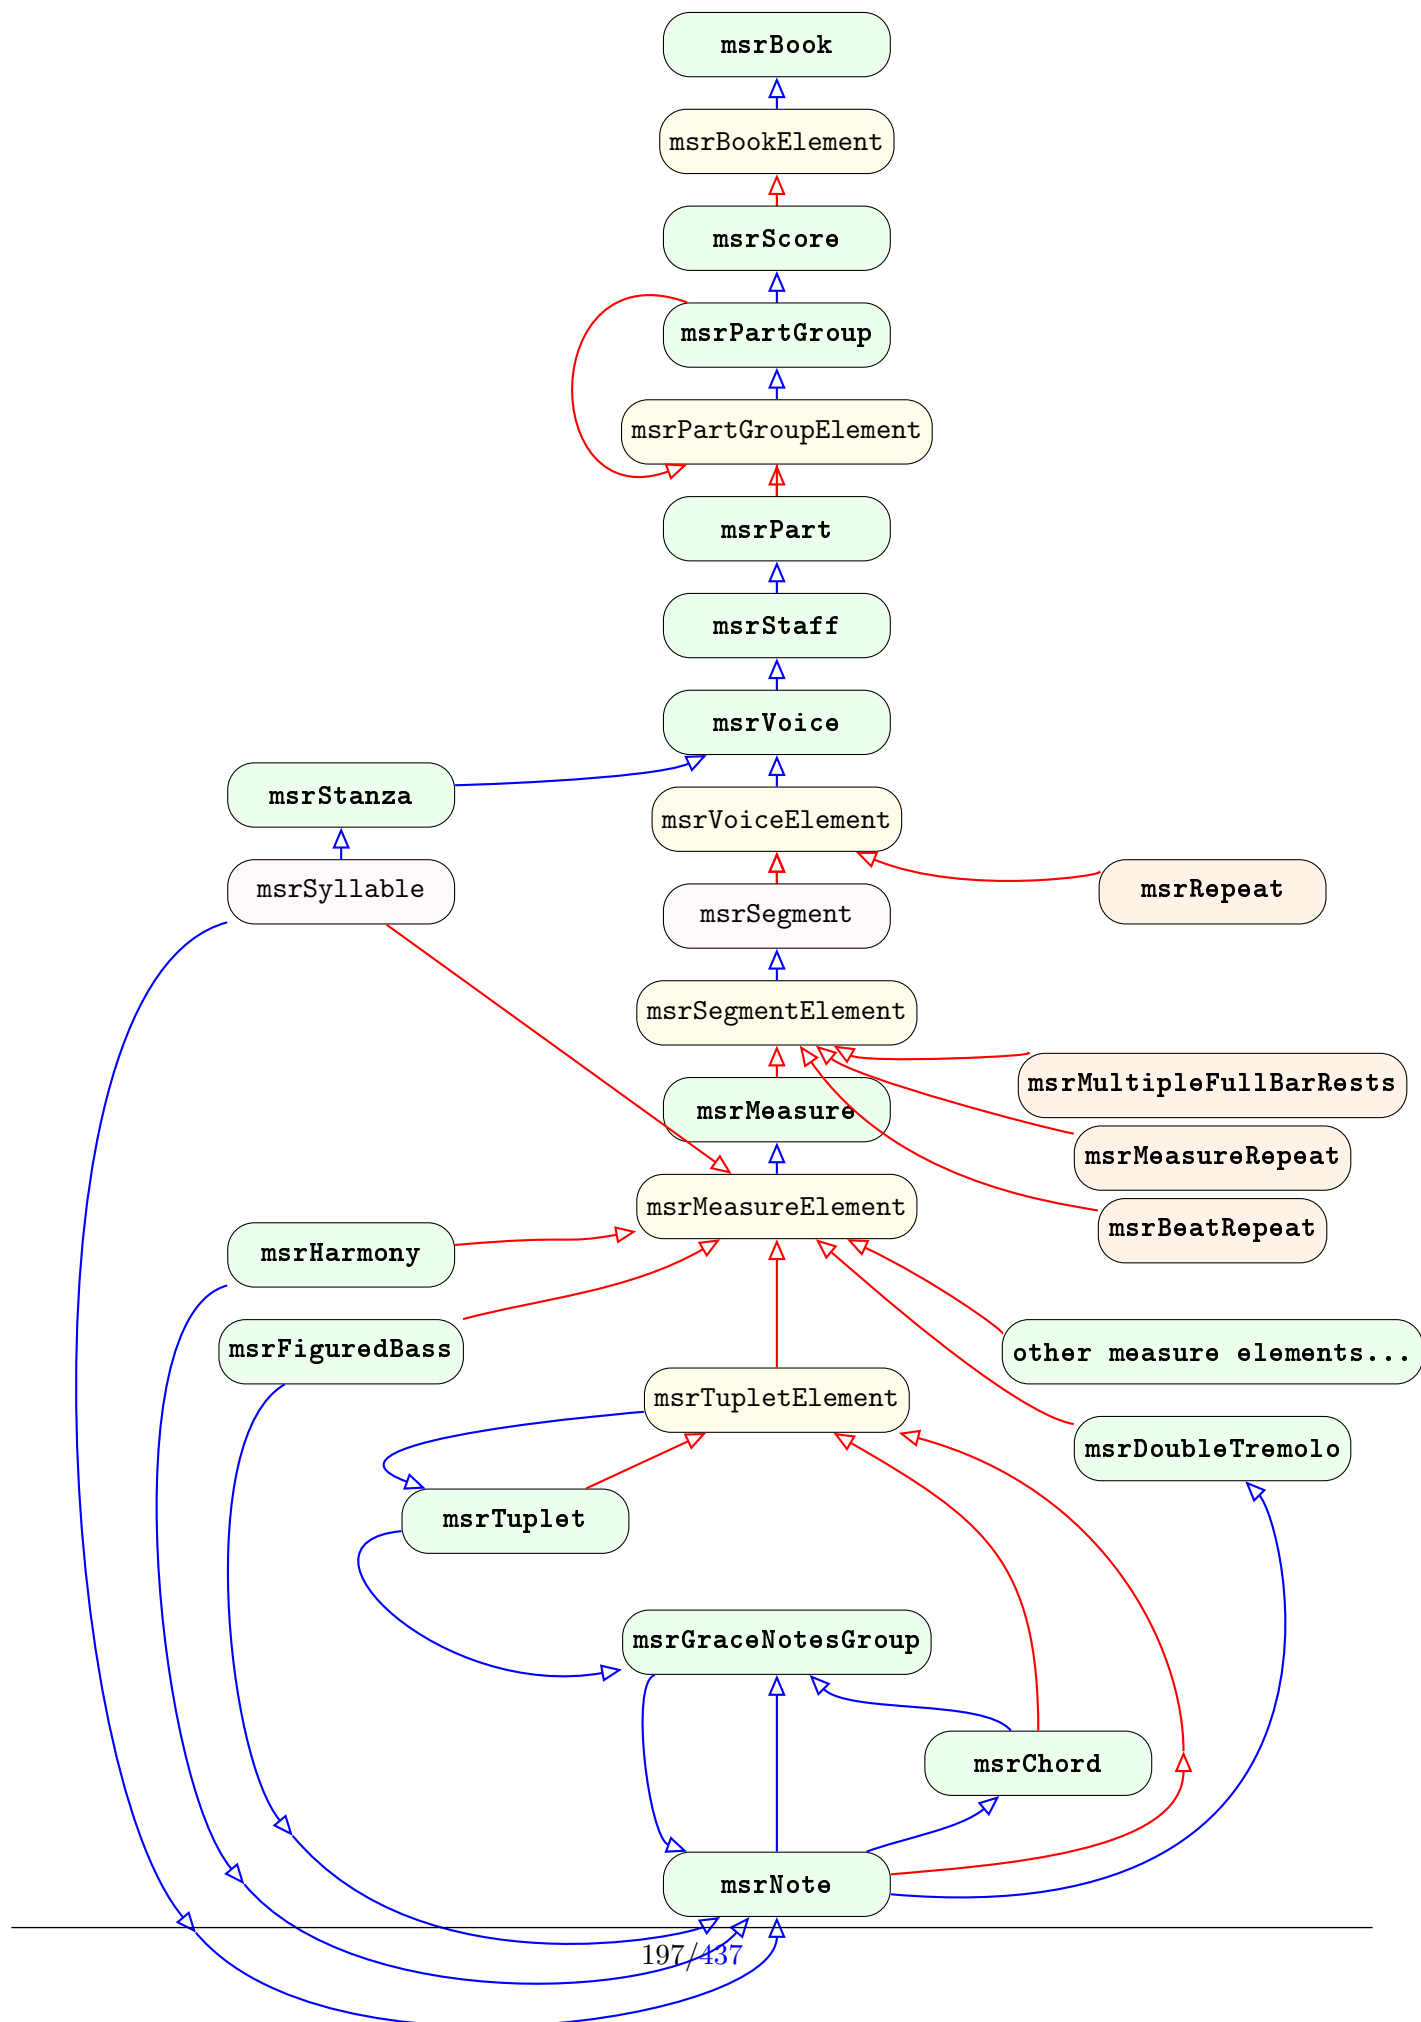 msrBook
msrBookElement
msrScore
msrPartGroup
msrPartGroupElement
msrPart
msrStaff
msrVoice
msrStanza
msrVoiceElement
msrSyllable
msrRepeat
msrSegment
msrSegmentElement
msrMultipleFullBarRests
msrMeasure
msrMeasureRepeat
msrMeasureElement
msrBeatRepeat
msrHarmony
msrFiguredBass
other measure elements...
msrTupletElement
msrDoubleTremolo
msrTuplet
msrGraceNotesGroup
msrChord
msrNote
197/437